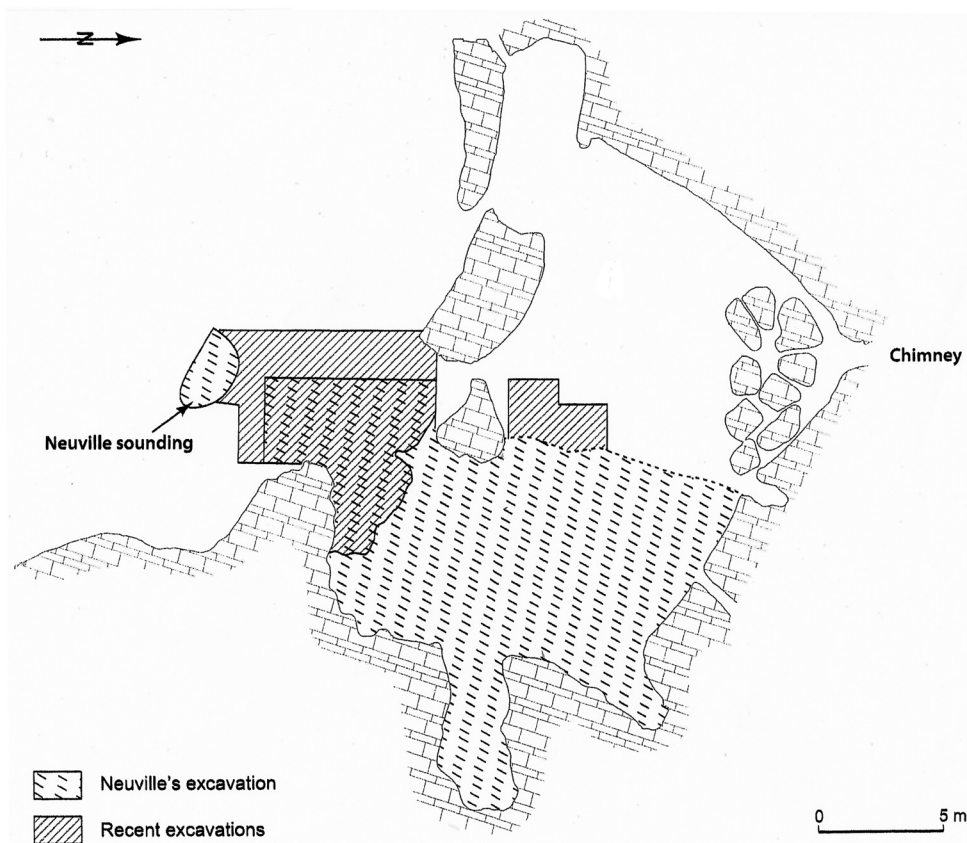 N
Chimney
Neuville sounding
Neuville's excavation
Recent excavations
0 5 m